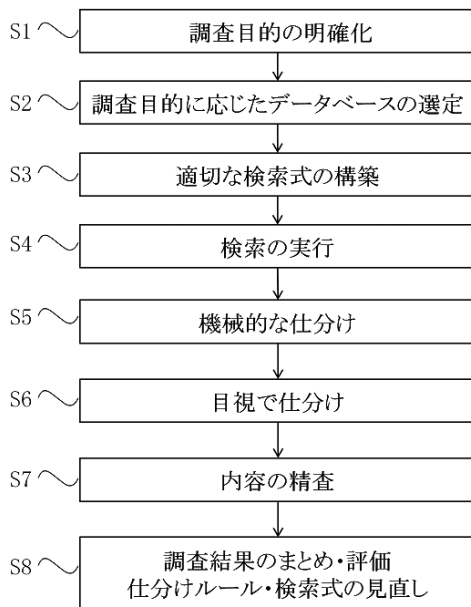 S1 調査目的の明確化
S2 調査目的に応じたデータベースの選定
S3 適切な検索式の構築
S4 検索の実行
S5 機械的な仕分け
S6 目視で仕分け
S7 内容の精査
S8 調査結果のまとめ・評価
仕分けルール・検索式の見直し